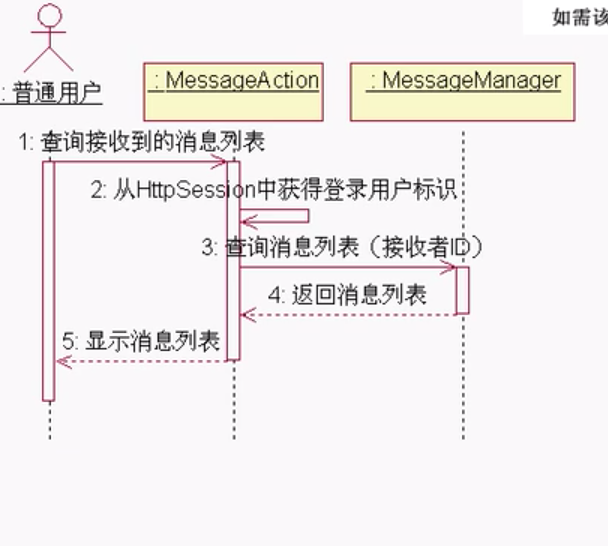 如需该
: 普通用户
: MessageAction
: MessageManager
1: 查询接收到的消息列表
2: 从HttpSession中获得登录用户标识
3: 查询消息列表（接收者ID）
4: 返回消息列表
5: 显示消息列表